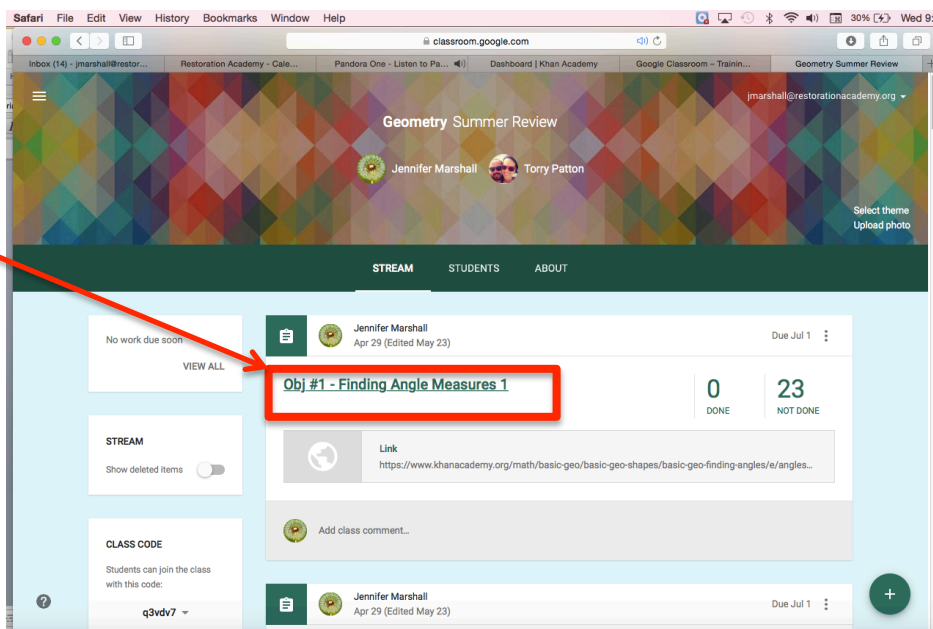 Safari File Edit View History Bookmarks Window Help 30% Wed 9:
classroom.google.com
Inbox (14) - jmarshall@restor... Restoration Academy - Cale... Pandora One - Listen to Pa... Dashboard | Khan Academy Google Classroom – Trainin... Geometry Summer Review
jmarshall@restorationacademy.org
Geometry Summer Review
Jennifer Marshall Torry Patton
Select theme
Upload photo
STREAM STUDENTS ABOUT
No work due soon
VIEW ALL
Jennifer Marshall
Apr 29 (Edited May 23)
Due Jul 1
Obj #1 - Finding Angle Measures 1
0
DONE
23
NOT DONE
STREAM
Show deleted items
Link
https://www.khanacademy.org/math/basic-geo/basic-geo-shapes/basic-geo-finding-angles/e/angles...
Add class comment...
CLASS CODE
Students can join the class
with this code:
q3vdv7
Jennifer Marshall
Apr 29 (Edited May 23)
Due Jul 1